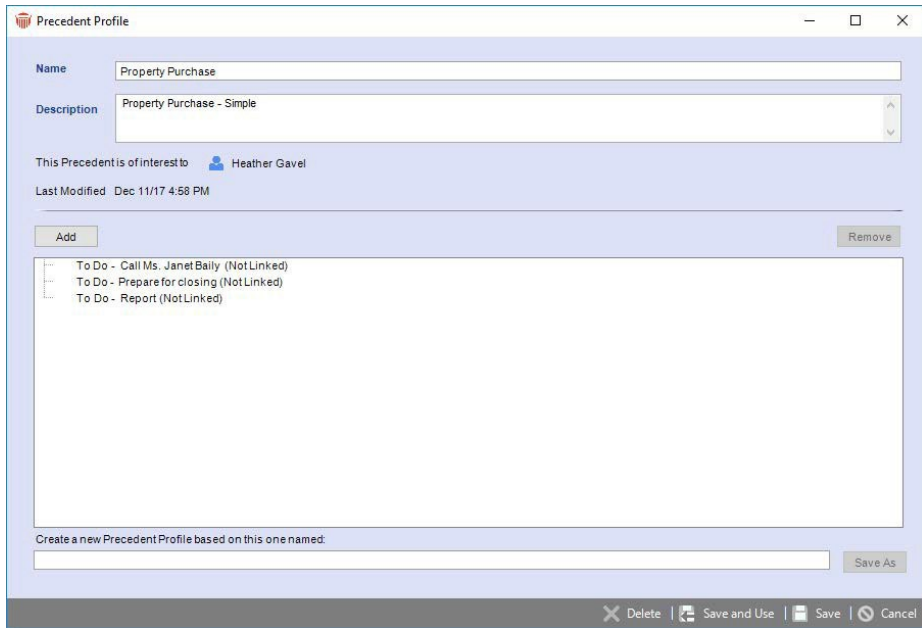 Precedent Profile
Name
Property Purchase
Description
Property Purchase - Simple
This Precedent is of interest to Heather Gavel
Last Modified Dec 11/17 4:58 PM
Add
Remove
To Do - Call Ms. Janet Baily (Not Linked)
To Do - Prepare for closing (Not Linked)
To Do - Report (Not Linked)
Create a new Precedent Profile based on this one named:
Save As
Delete | Save and Use | Save | Cancel